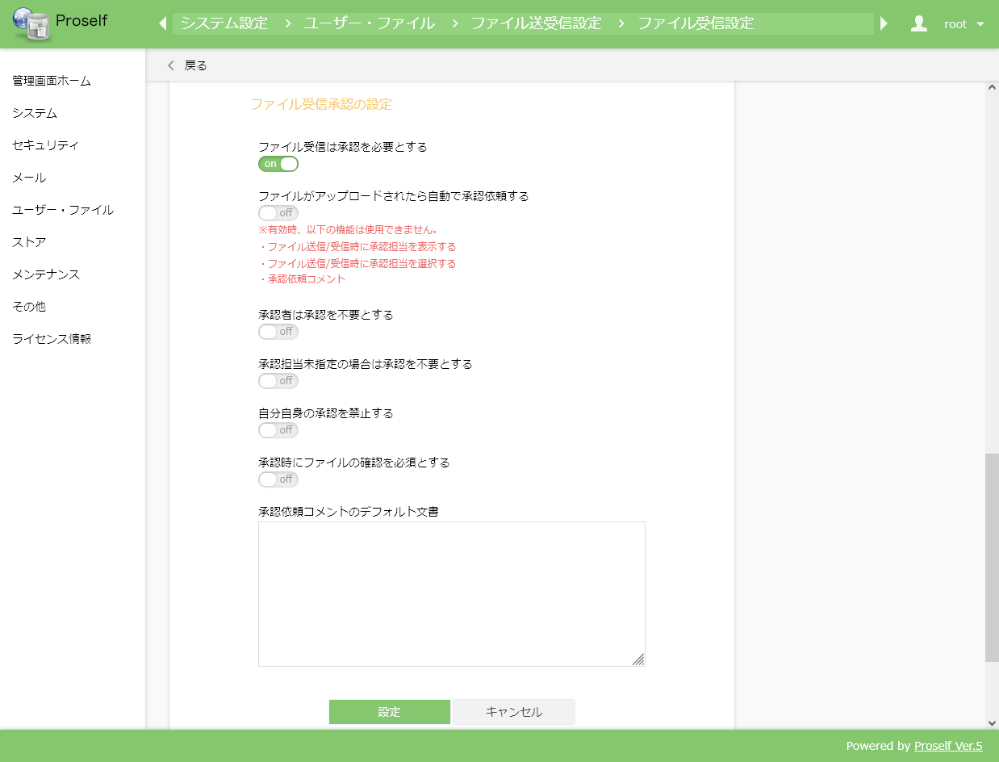 Proself
システム設定 > ユーザー・ファイル > ファイル送受信設定 > ファイル受信設定
root
戻る
管理画面ホーム
システム
セキュリティ
メール
ユーザー・ファイル
ストア
メンテナンス
その他
ライセンス情報
ファイル受信承認の設定
ファイル受信は承認を必要とする
on
ファイルがアップロードされたら自動で承認依頼する
off
※有効時、以下の機能は使用できません。
・ファイル送信/受信時に承認担当を表示する
・ファイル送信/受信時に承認担当を選択する
・承認依頼コメント
承認者は承認を不要とする
off
承認担当未指定の場合は承認を不要とする
off
自分自身の承認を禁止する
off
承認時にファイルの確認を必須とする
off
承認依頼コメントのデフォルト文書
設定
キャンセル
Powered by Proself Ver.5